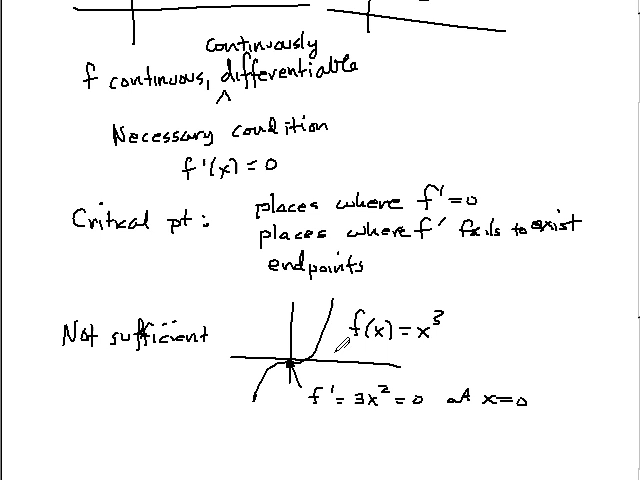 continuously
f continuous, ^ differentiable
Necessary condition
f'(x) = 0
Critical pt: places where f' = 0
places where f' fails to exist
endpoints
Not sufficient
f(x) = x³
f' = 3x² = 0 at x=0